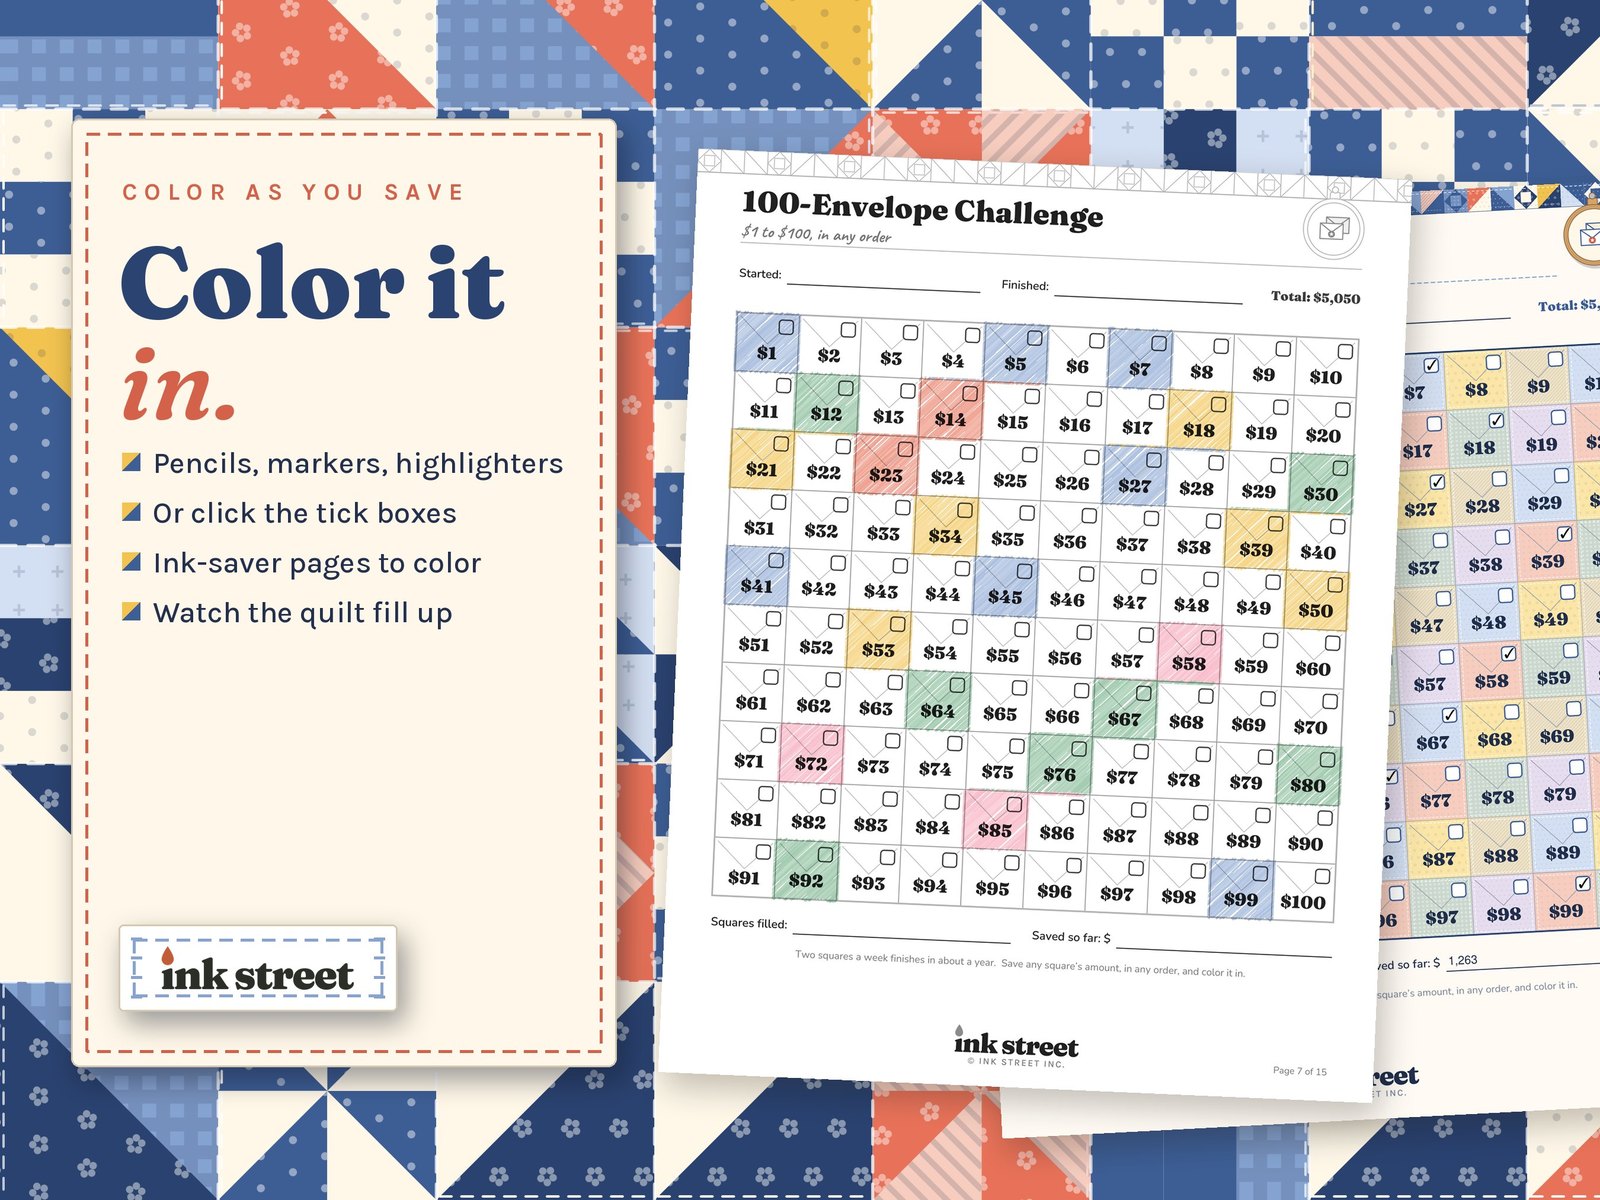 COLOR AS YOU SAVE
Color it
in.
Pencils, markers, highlighters
Or click the tick boxes
Ink-saver pages to color
Watch the quilt fill up
ink street
100-Envelope Challenge
$1 to $100, in any order
Started:
Finished:
Total: $5,050
$1 $2 $3 $4 $5 $6 $7 $8 $9 $10
$11 $12 $13 $14 $15 $16 $17 $18 $19 $20
$21 $22 $23 $24 $25 $26 $27 $28 $29 $30
$31 $32 $33 $34 $35 $36 $37 $38 $39 $40
$41 $42 $43 $44 $45 $46 $47 $48 $49 $50
$51 $52 $53 $54 $55 $56 $57 $58 $59 $60
$61 $62 $63 $64 $65 $66 $67 $68 $69 $70
$71 $72 $73 $74 $75 $76 $77 $78 $79 $80
$81 $82 $83 $84 $85 $86 $87 $88 $89 $90
$91 $92 $93 $94 $95 $96 $97 $98 $99 $100
Squares filled:
Saved so far: $
Two squares a week finishes in about a year. Save any square's amount, in any order, and color it in.
ink street
© INK STREET INC.
Page 7 of 15
Total: $5,
$7 $8 $9
$17 $18 $19
$27 $28 $29
$37 $38 $39
$47 $48 $49
$57 $58 $59
$67 $68 $69
$77 $78 $79
$87 $88 $89
$97 $98 $99
so far: $ 1,263
square's amount, in any order, and color it in.
INC.